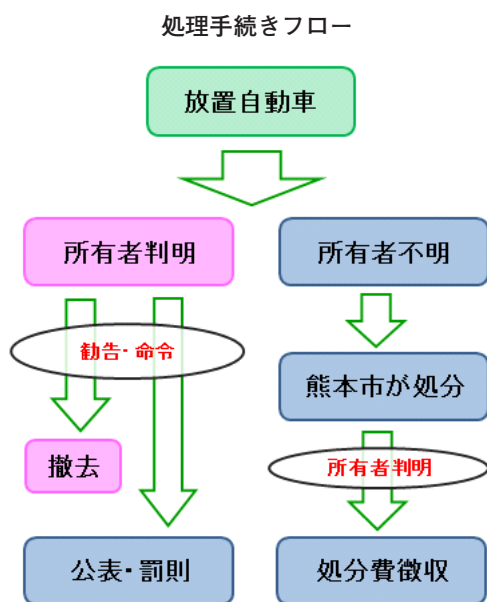 処理手続きフロー
放置自動車
所有者判明
所有者不明
勧告・命令
熊本市が処分
撤去
所有者判明
公表・罰則
処分費徴収